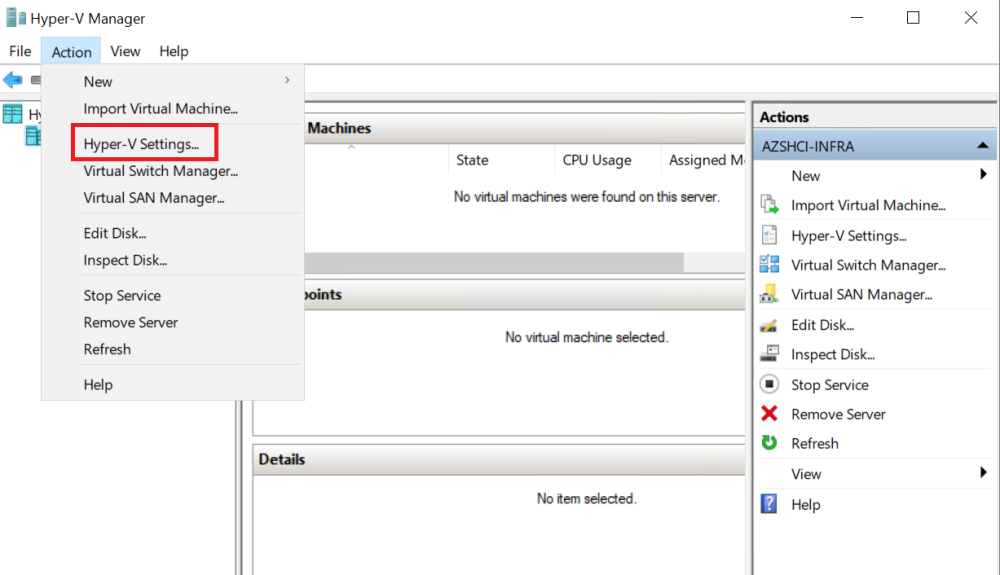 Hyper-V Manager
File Action View Help
New
Import Virtual Machine...
Hyper-V Settings...
Virtual Switch Manager...
Virtual SAN Manager...
Edit Disk...
Inspect Disk...
Stop Service
Remove Server
Refresh
Help
Machines
State CPU Usage Assigned
No virtual machines were found on this server.
No virtual machine selected.
Details
No item selected.
Actions
AZSHCI-INFRA
New
Import Virtual Machine...
Hyper-V Settings...
Virtual Switch Manager...
Virtual SAN Manager...
Edit Disk...
Inspect Disk...
Stop Service
Remove Server
Refresh
View
Help